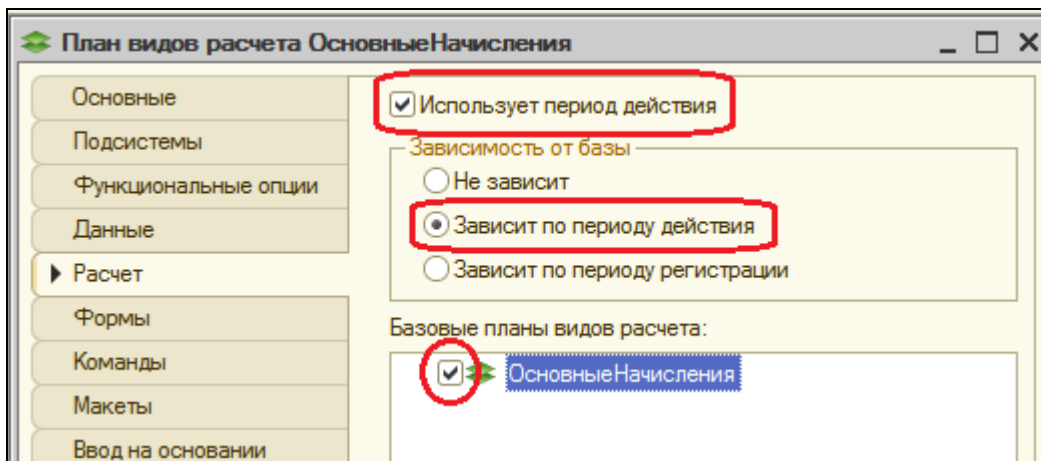 План видов расчета ОсновныеНачисления
Основные
Подсистемы
Функциональные опции
Данные
Расчет
Формы
Команды
Макеты
Ввод на основании
Использует период действия
Зависимость от базы
Не зависит
Зависит по периоду действия
Зависит по периоду регистрации
Базовые планы видов расчета:
ОсновныеНачисления